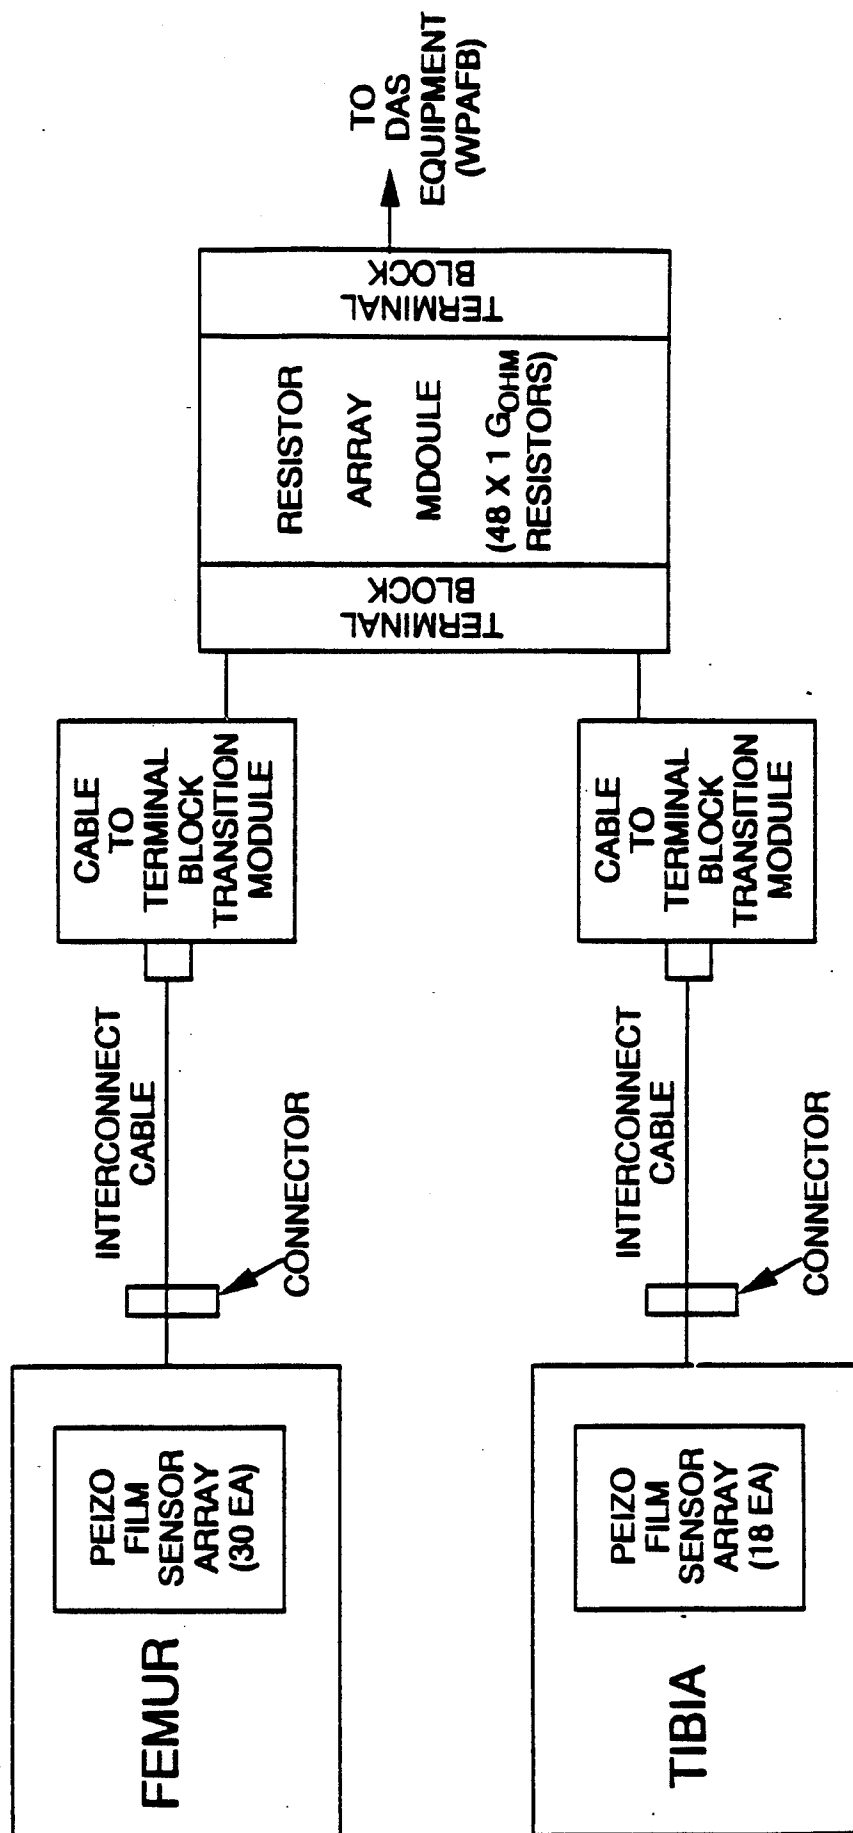 FEMUR
PEIZO
FILM
SENSOR
ARRAY
(30 EA)
CONNECTOR
INTERCONNECT
CABLE
CABLE
TO
TERMINAL
BLOCK
TRANSITION
MODULE
TIBIA
PEIZO
FILM
SENSOR
ARRAY
(18 EA)
CONNECTOR
INTERCONNECT
CABLE
CABLE
TO
TERMINAL
BLOCK
TRANSITION
MODULE
TERMINAL
BLOCK
RESISTOR
ARRAY
MDOULE
(48 X 1 GOHM
RESISTORS)
TERMINAL
BLOCK
TO
DAS
EQUIPMENT
(WPAFB)